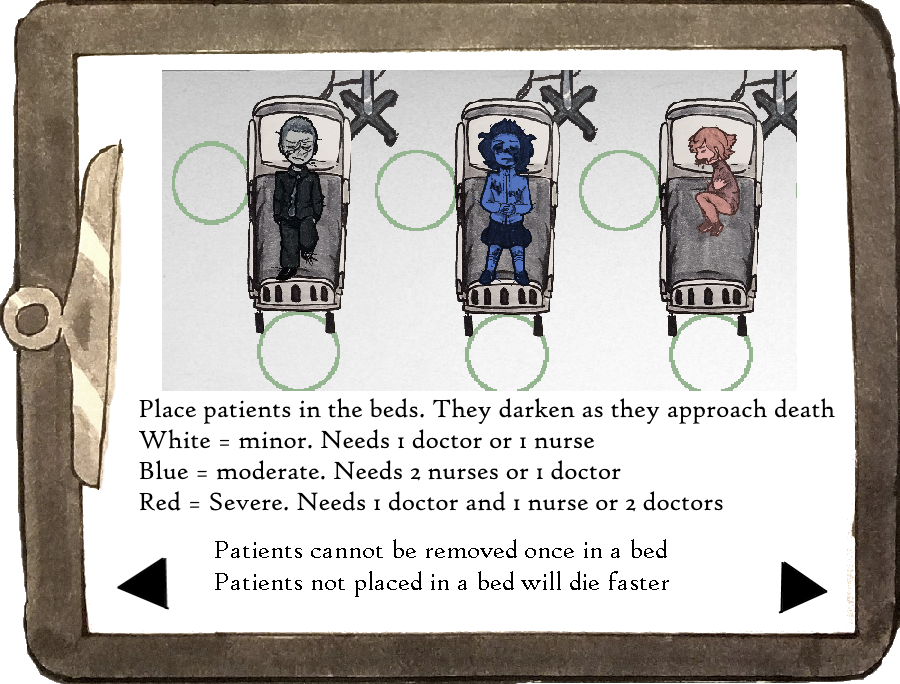 Place patients in the beds. They darken as they approach death
White = minor. Needs 1 doctor or 1 nurse
Blue = moderate. Needs 2 nurses or 1 doctor
Red = Severe. Needs 1 doctor and 1 nurse or 2 doctors
Patients cannot be removed once in a bed
Patients not placed in a bed will die faster